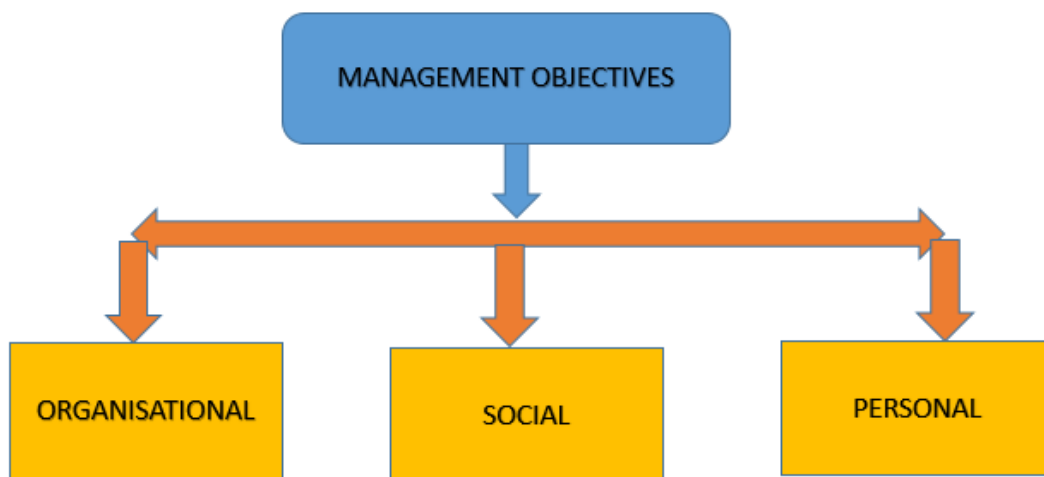 MANAGEMENT OBJECTIVES
ORGANISATIONAL
SOCIAL
PERSONAL